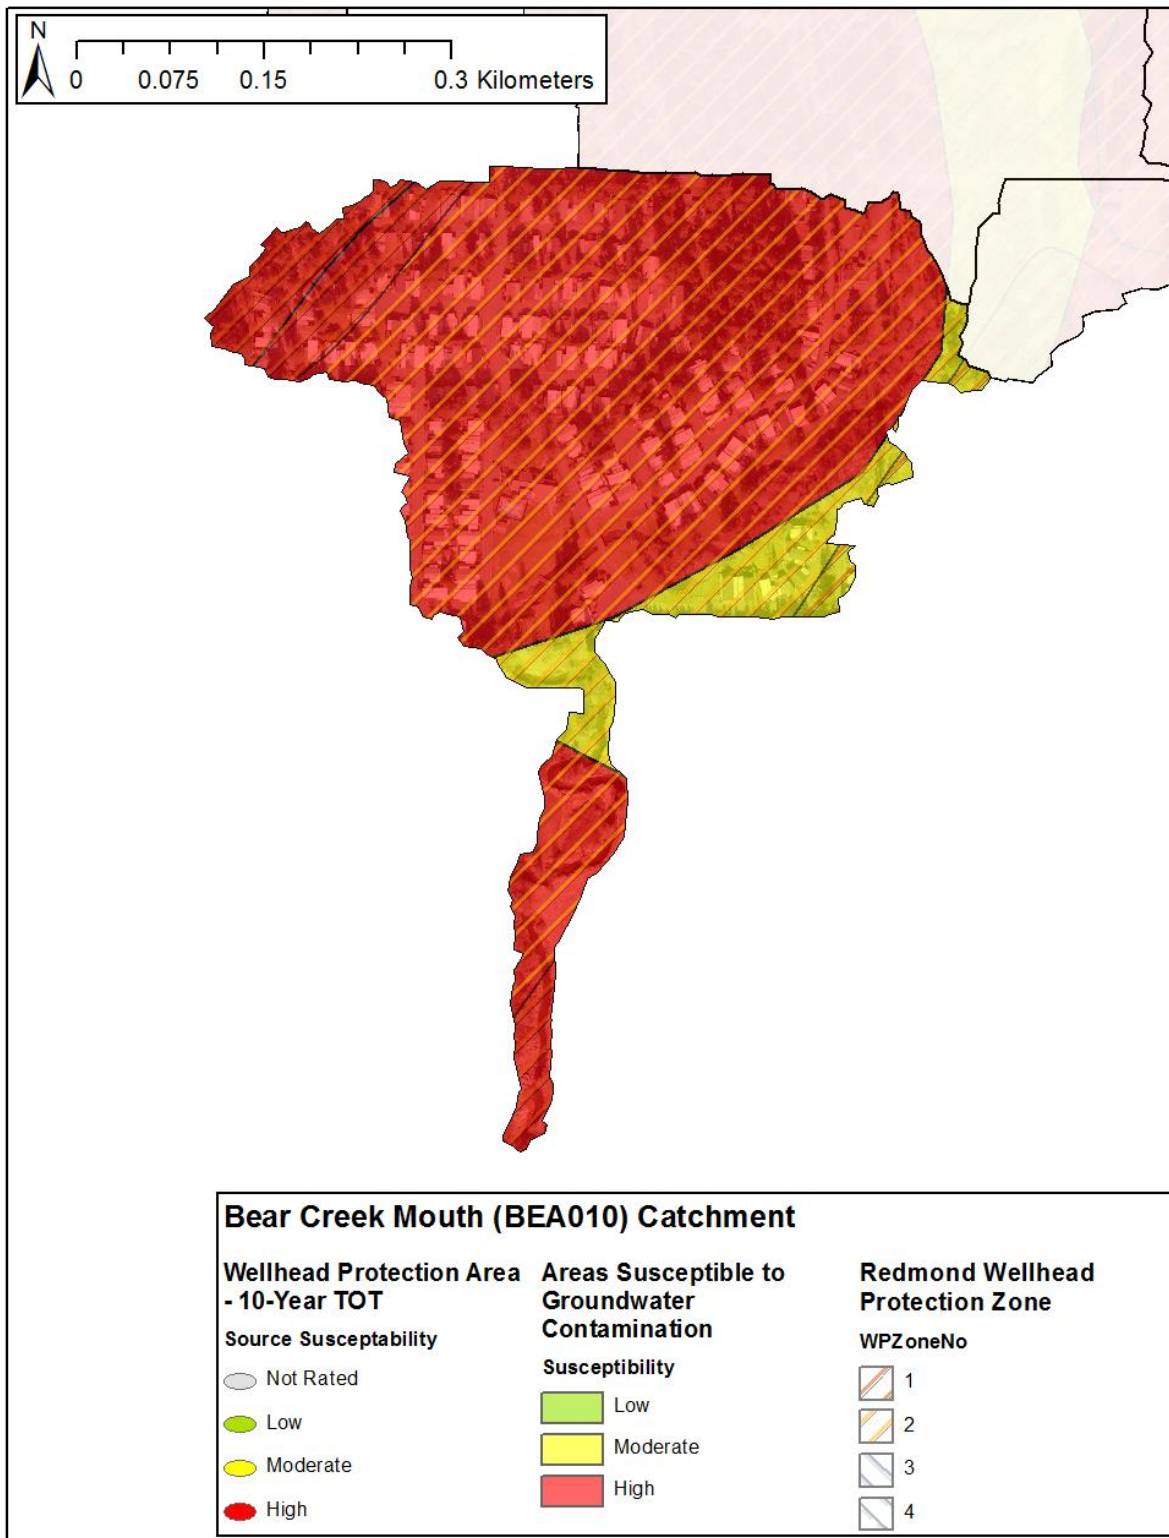 N
0 0.075 0.15 0.3 Kilometers
Bear Creek Mouth (BEA010) Catchment
Wellhead Protection Area
- 10-Year TOT
Source Susceptability
Not Rated
Low
Moderate
High
Areas Susceptible to
Groundwater
Contamination
Susceptibility
Low
Moderate
High
Redmond Wellhead
Protection Zone
WPZoneNo
1
2
3
4